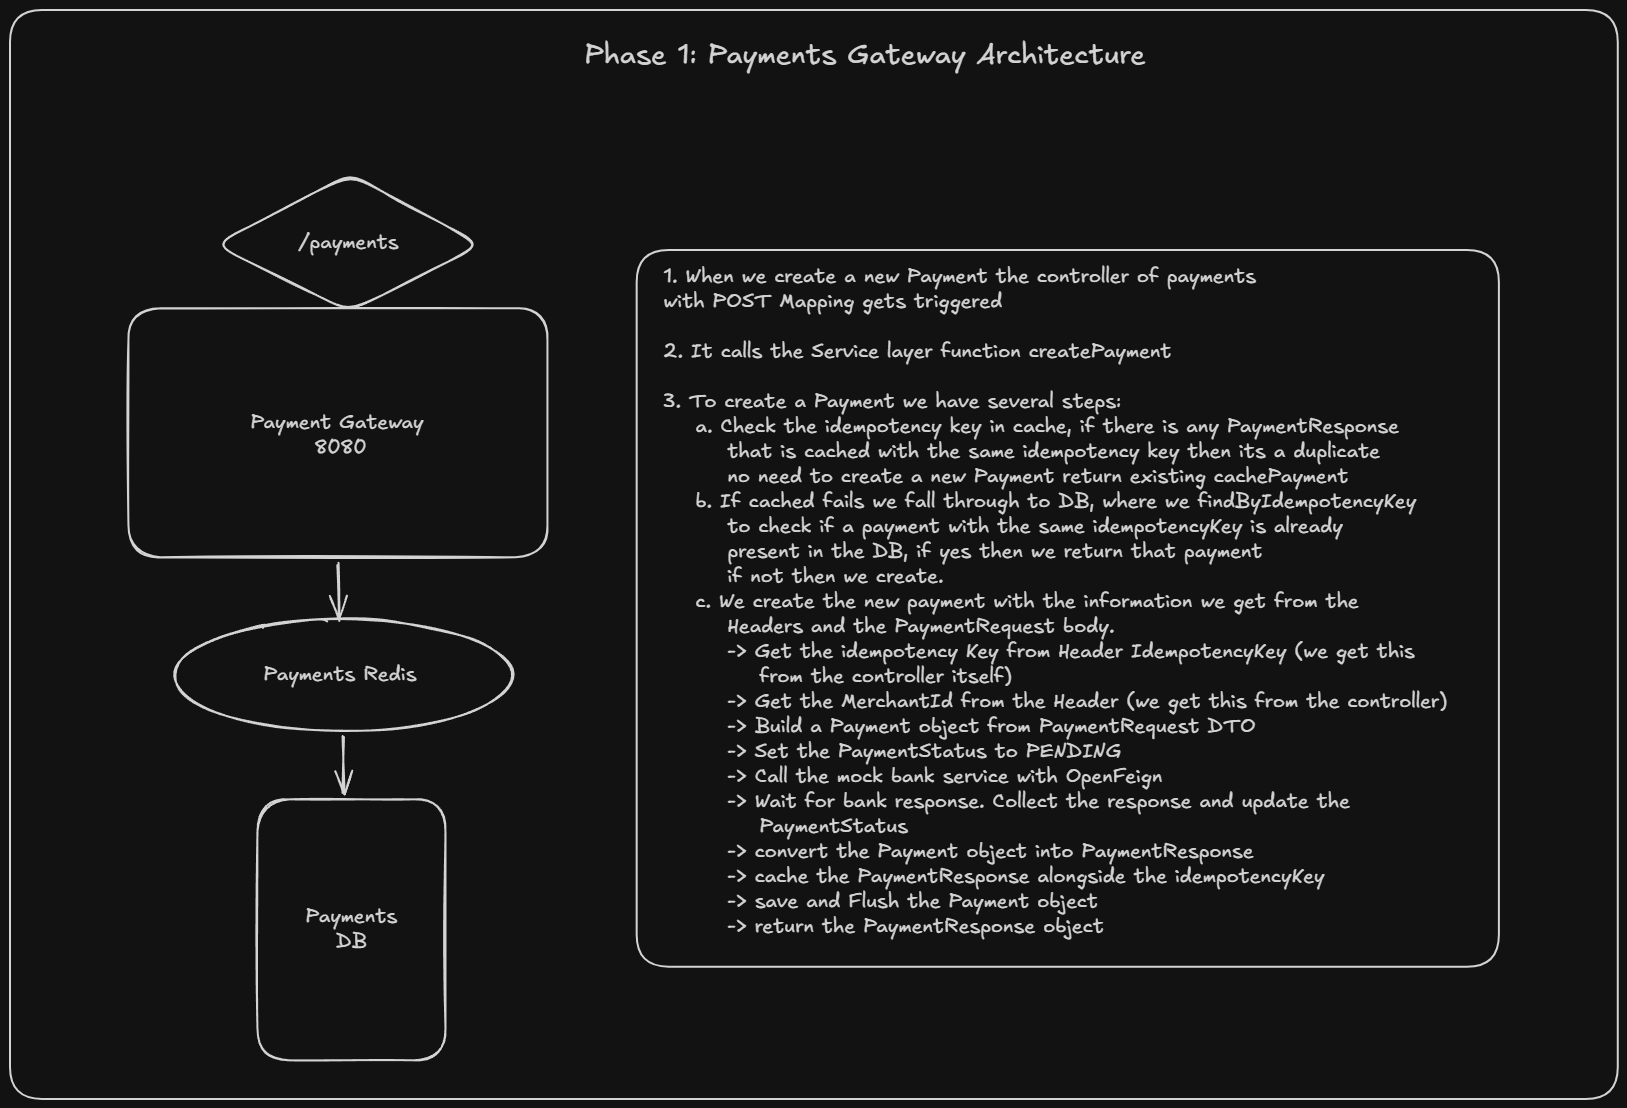 Phase 1: Payments Gateway Architecture
/payments
Payment Gateway
8080
Payments Redis
Payments
DB
1. When we create a new Payment the controller of payments
with POST Mapping gets triggered
2. It calls the Service layer function createPayment
3. To create a Payment we have several steps:
a. Check the idempotency key in cache, if there is any PaymentResponse
that is cached with the same idempotency key then its a duplicate
no need to create a new Payment return existing cachePayment
b. If cached fails we fall through to DB, where we findByIdempotencyKey
to check if a payment with the same idempotencyKey is already
present in the DB, if yes then we return that payment
if not then we create.
c. We create the new payment with the information we get from the
Headers and the PaymentRequest body.
-> Get the idempotency Key from Header IdempotencyKey (we get this
from the controller itself)
-> Get the MerchantId from the Header (we get this from the controller)
-> Build a Payment object from PaymentRequest DTO
-> Set the PaymentStatus to PENDING
-> Call the mock bank service with OpenFeign
-> Wait for bank response. Collect the response and update the
PaymentStatus
-> convert the Payment object into PaymentResponse
-> cache the PaymentResponse alongside the idempotencyKey
-> save and Flush the Payment object
-> return the PaymentResponse object